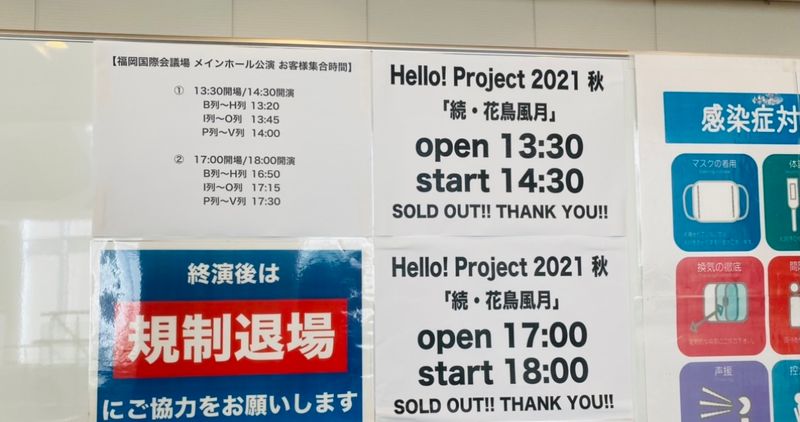 【福岡国際会議場 メインホール公演 お客様集合時間】
① 13:30開場/14:30開演
B列〜H列 13:20
I列〜O列 13:45
P列〜V列 14:00
② 17:00開場/18:00開演
B列〜H列 16:50
I列〜O列 17:15
P列〜V列 17:30
Hello! Project 2021 秋
「続・花鳥風月」
open 13:30
start 14:30
SOLD OUT!! THANK YOU!!
終演後は
規制退場
にご協力をお願いします
Hello! Project 2021 秋
「続・花鳥風月」
open 17:00
start 18:00
SOLD OUT!! THANK YOU!!
感染症対
マスクの着用
換気の徹底
声援